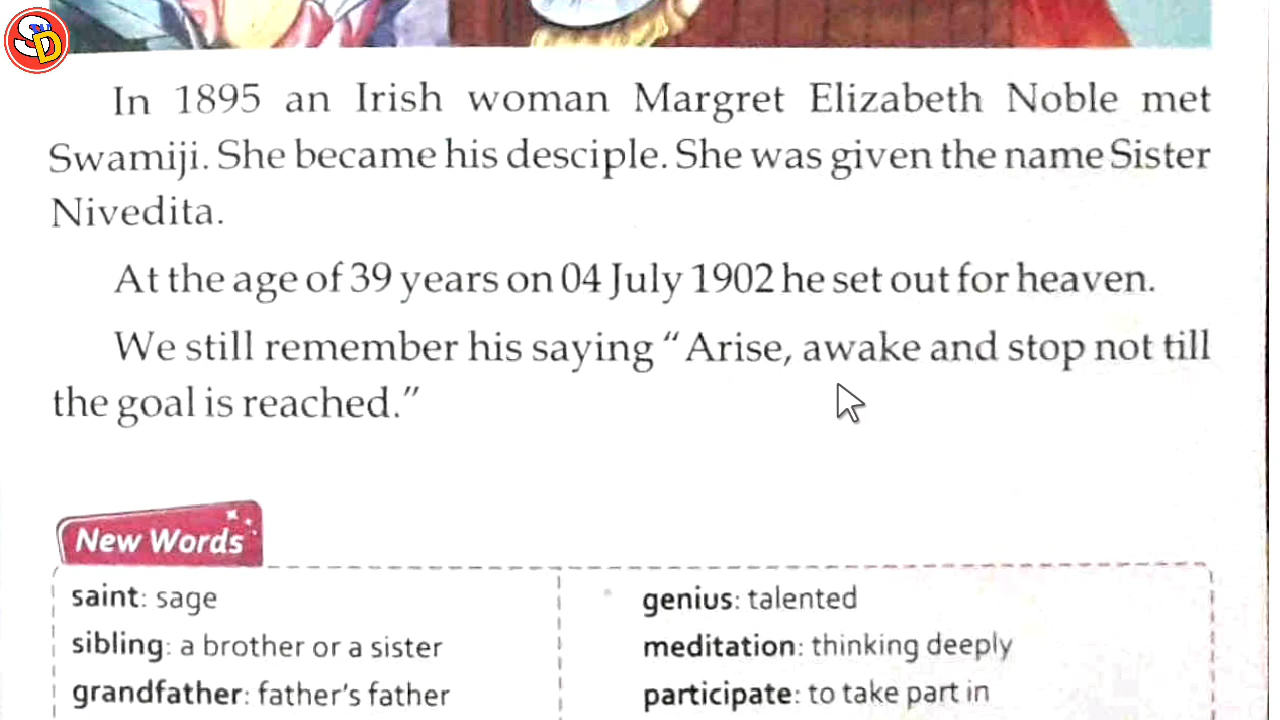 SD
In 1895 an Irish woman Margret Elizabeth Noble met
Swamiji. She became his desciple. She was given the name Sister
Nivedita.
At the age of 39 years on 04 July 1902 he set out for heaven.
We still remember his saying “Arise, awake and stop not till
the goal is reached.”
New Words
saint: sage
sibling: a brother or a sister
grandfather: father's father
genius: talented
meditation: thinking deeply
participate: to take part in